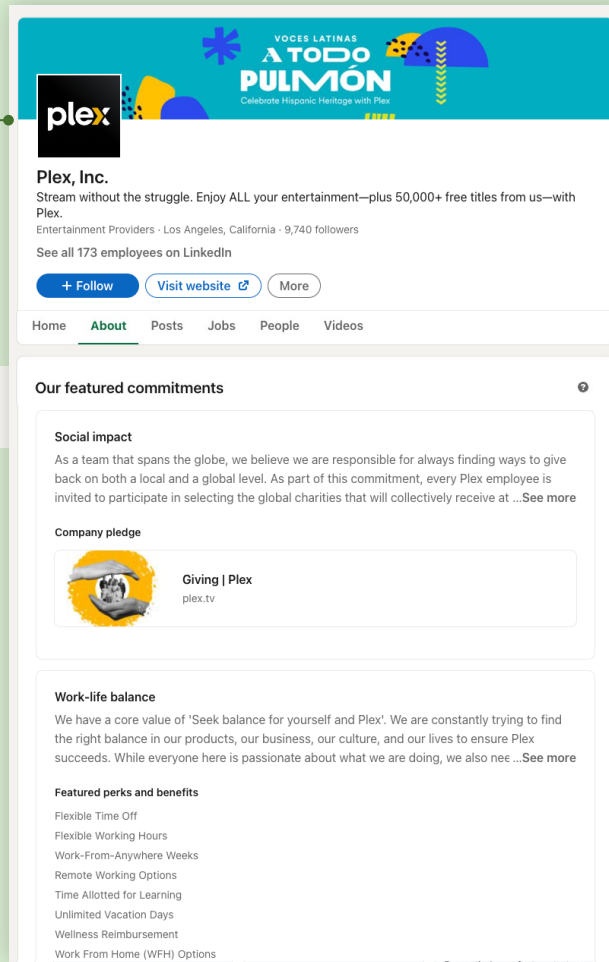 VOCES LATINAS
A TODO
PULMÓN
Celebrate Hispanic Heritage with Plex
plex
Plex, Inc.
Stream without the struggle. Enjoy ALL your entertainment—plus 50,000+ free titles from us—with
Plex.
Entertainment Providers · Los Angeles, California · 9,740 followers
See all 173 employees on LinkedIn
+ Follow
Visit website
More
Home About Posts Jobs People Videos
Our featured commitments
Social impact
As a team that spans the globe, we believe we are responsible for always finding ways to give
back on both a local and a global level. As part of this commitment, every Plex employee is
invited to participate in selecting the global charities that will collectively receive at ...See more
Company pledge
Giving | Plex
plex.tv
Work-life balance
We have a core value of 'Seek balance for yourself and Plex'. We are constantly trying to find
the right balance in our products, our business, our culture, and our lives to ensure Plex
succeeds. While everyone here is passionate about what we are doing, we also nee ...See more
Featured perks and benefits
Flexible Time Off
Flexible Working Hours
Work-From-Anywhere Weeks
Remote Working Options
Time Allotted for Learning
Unlimited Vacation Days
Wellness Reimbursement
Work From Home (WFH) Options